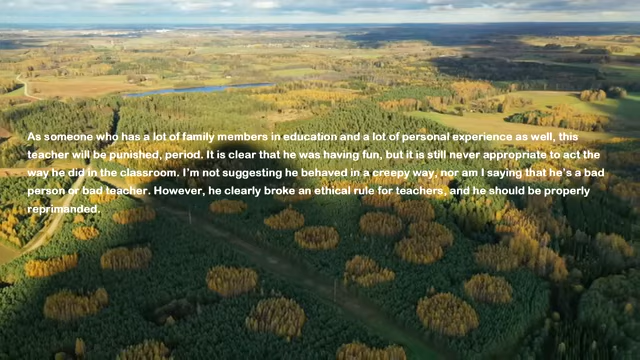 As someone who has a lot of family members in education and a lot of personal experience as well, this
teacher will be punished, period. It is clear that he was having fun, but it is still never appropriate to act the
way he did in the classroom. I'm not suggesting he behaved in a creepy way, nor am I saying that he's a bad
person or bad teacher. However, he clearly broke an ethical rule for teachers, and he should be properly
reprimanded.